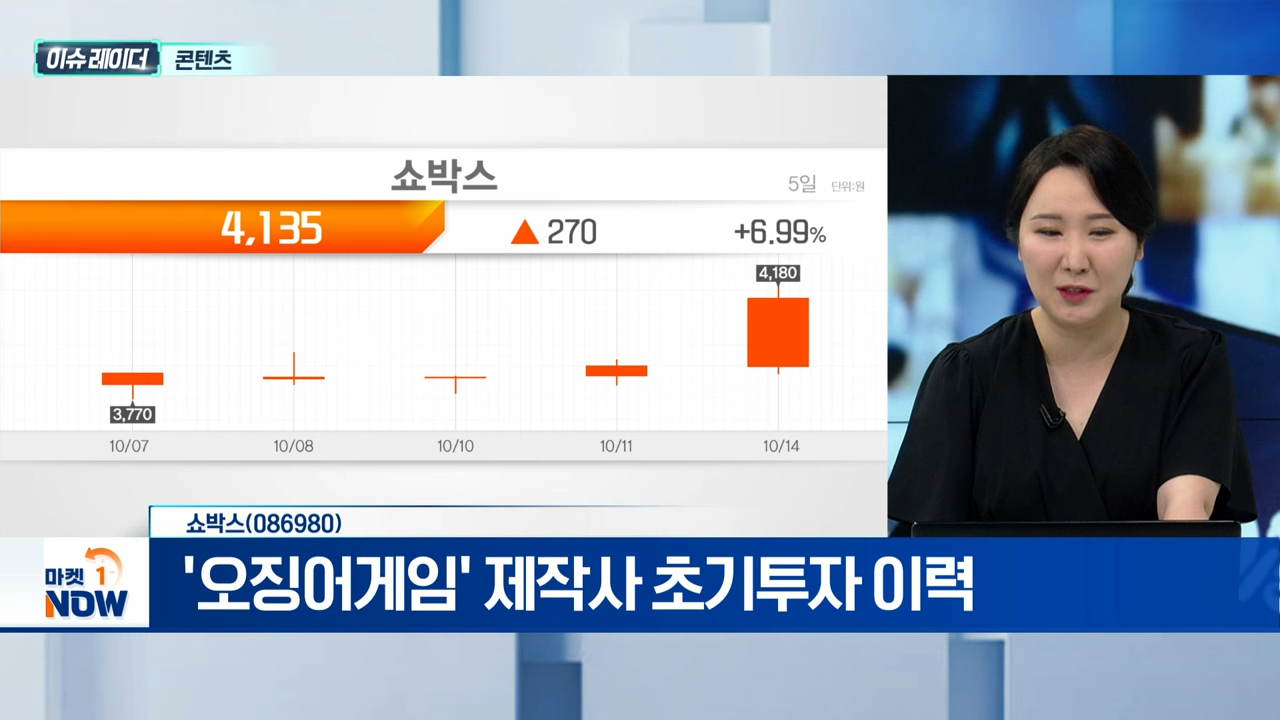 이슈 레이더 콘텐츠
쇼박스
5일 단위:원
4,135 ▲ 270 +6.99%
4,180
3,770
10/07 10/08 10/10 10/11 10/14
쇼박스(086980)
마켓 1
NOW
'오징어게임' 제작사 초기투자 이력